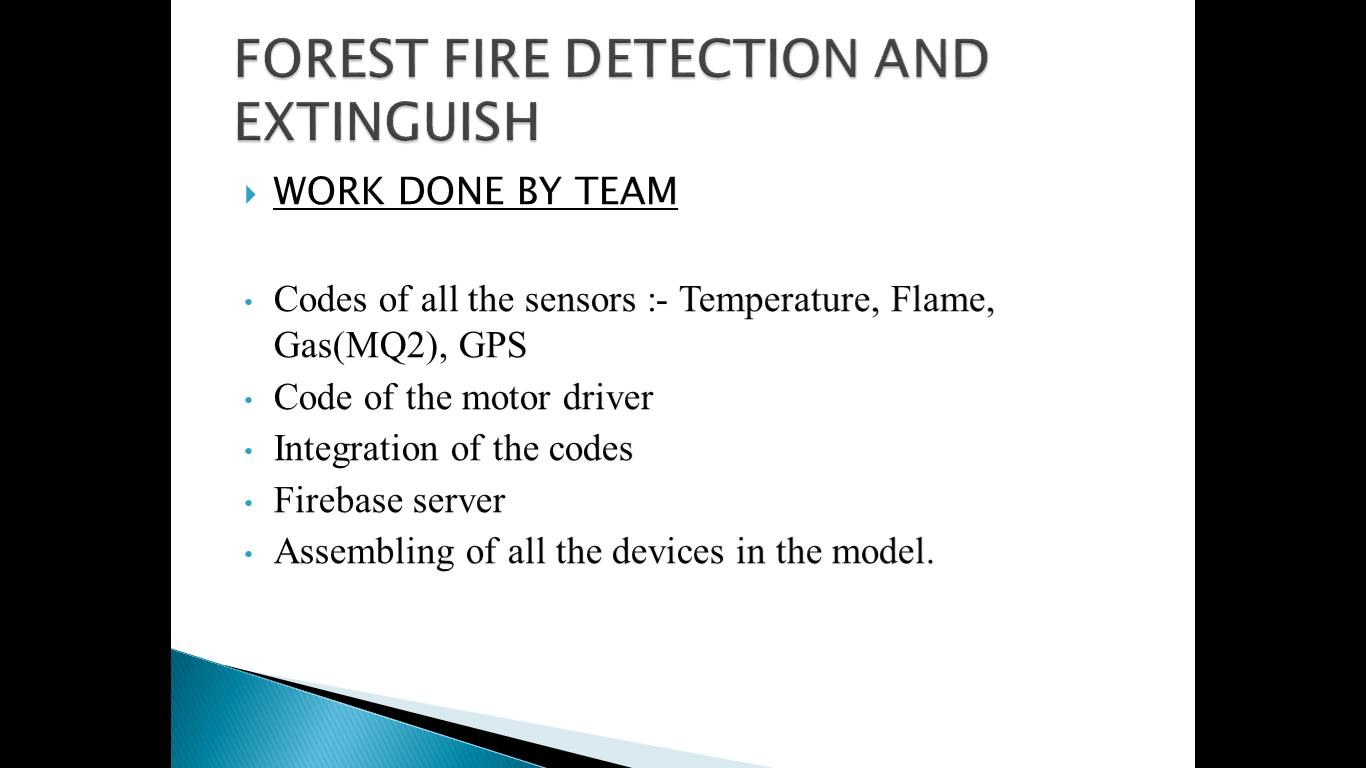 FOREST FIRE DETECTION AND
EXTINGUISH
WORK DONE BY TEAM
• Codes of all the sensors :- Temperature, Flame,
Gas(MQ2), GPS
• Code of the motor driver
• Integration of the codes
• Firebase server
• Assembling of all the devices in the model.